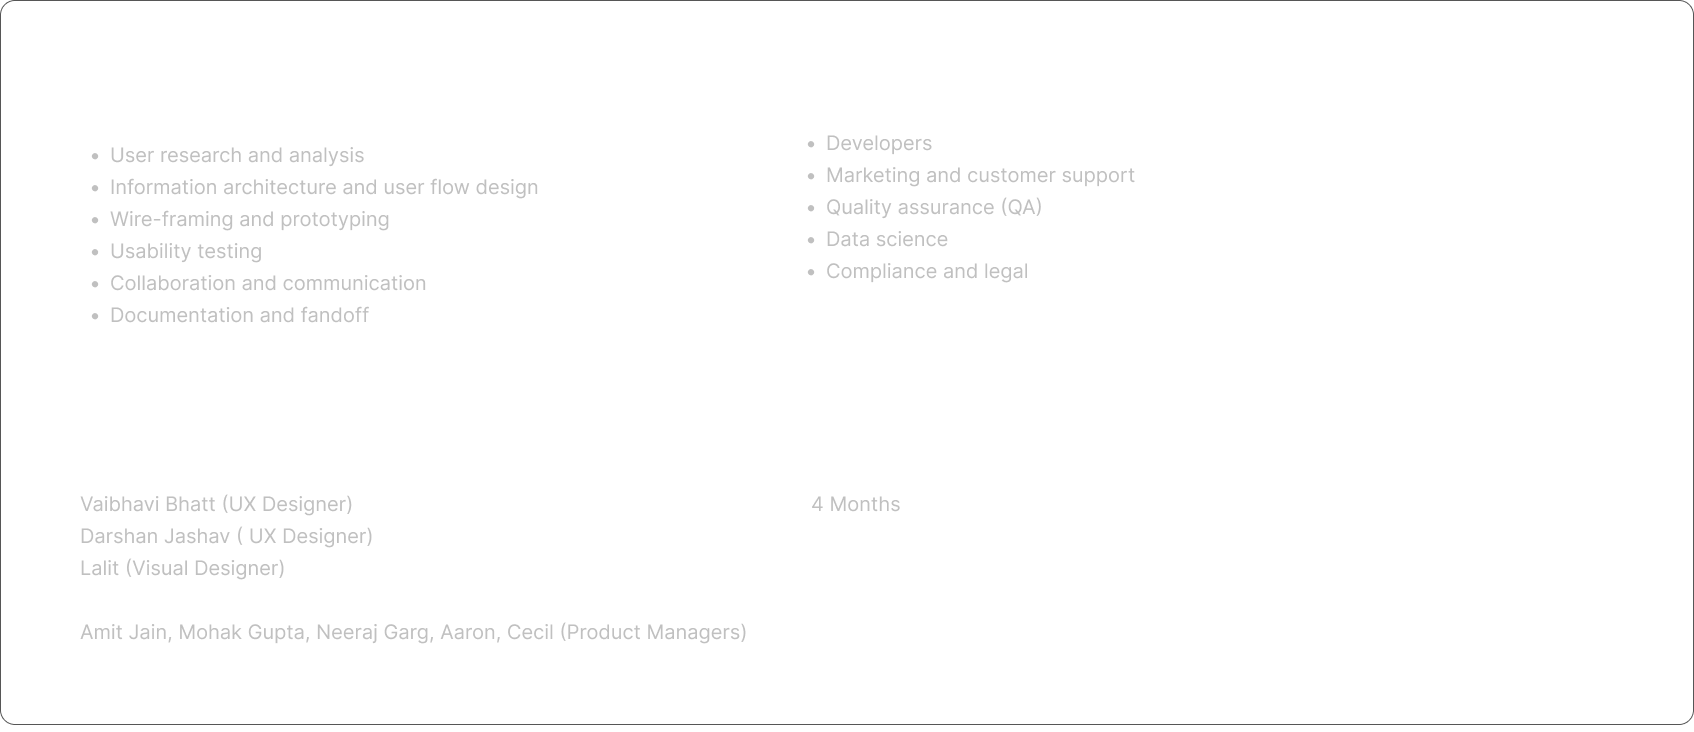 User research and analysis
Information architecture and user flow design
Wire-framing and prototyping
Usability testing
Collaboration and communication
Documentation and fandoff
Developers
Marketing and customer support
Quality assurance (QA)
Data science
Compliance and legal
Vaibhavi Bhatt (UX Designer)
Darshan Jashav ( UX Designer)
Lalit (Visual Designer)
Amit Jain, Mohak Gupta, Neeraj Garg, Aaron, Cecil (Product Managers)
4 Months